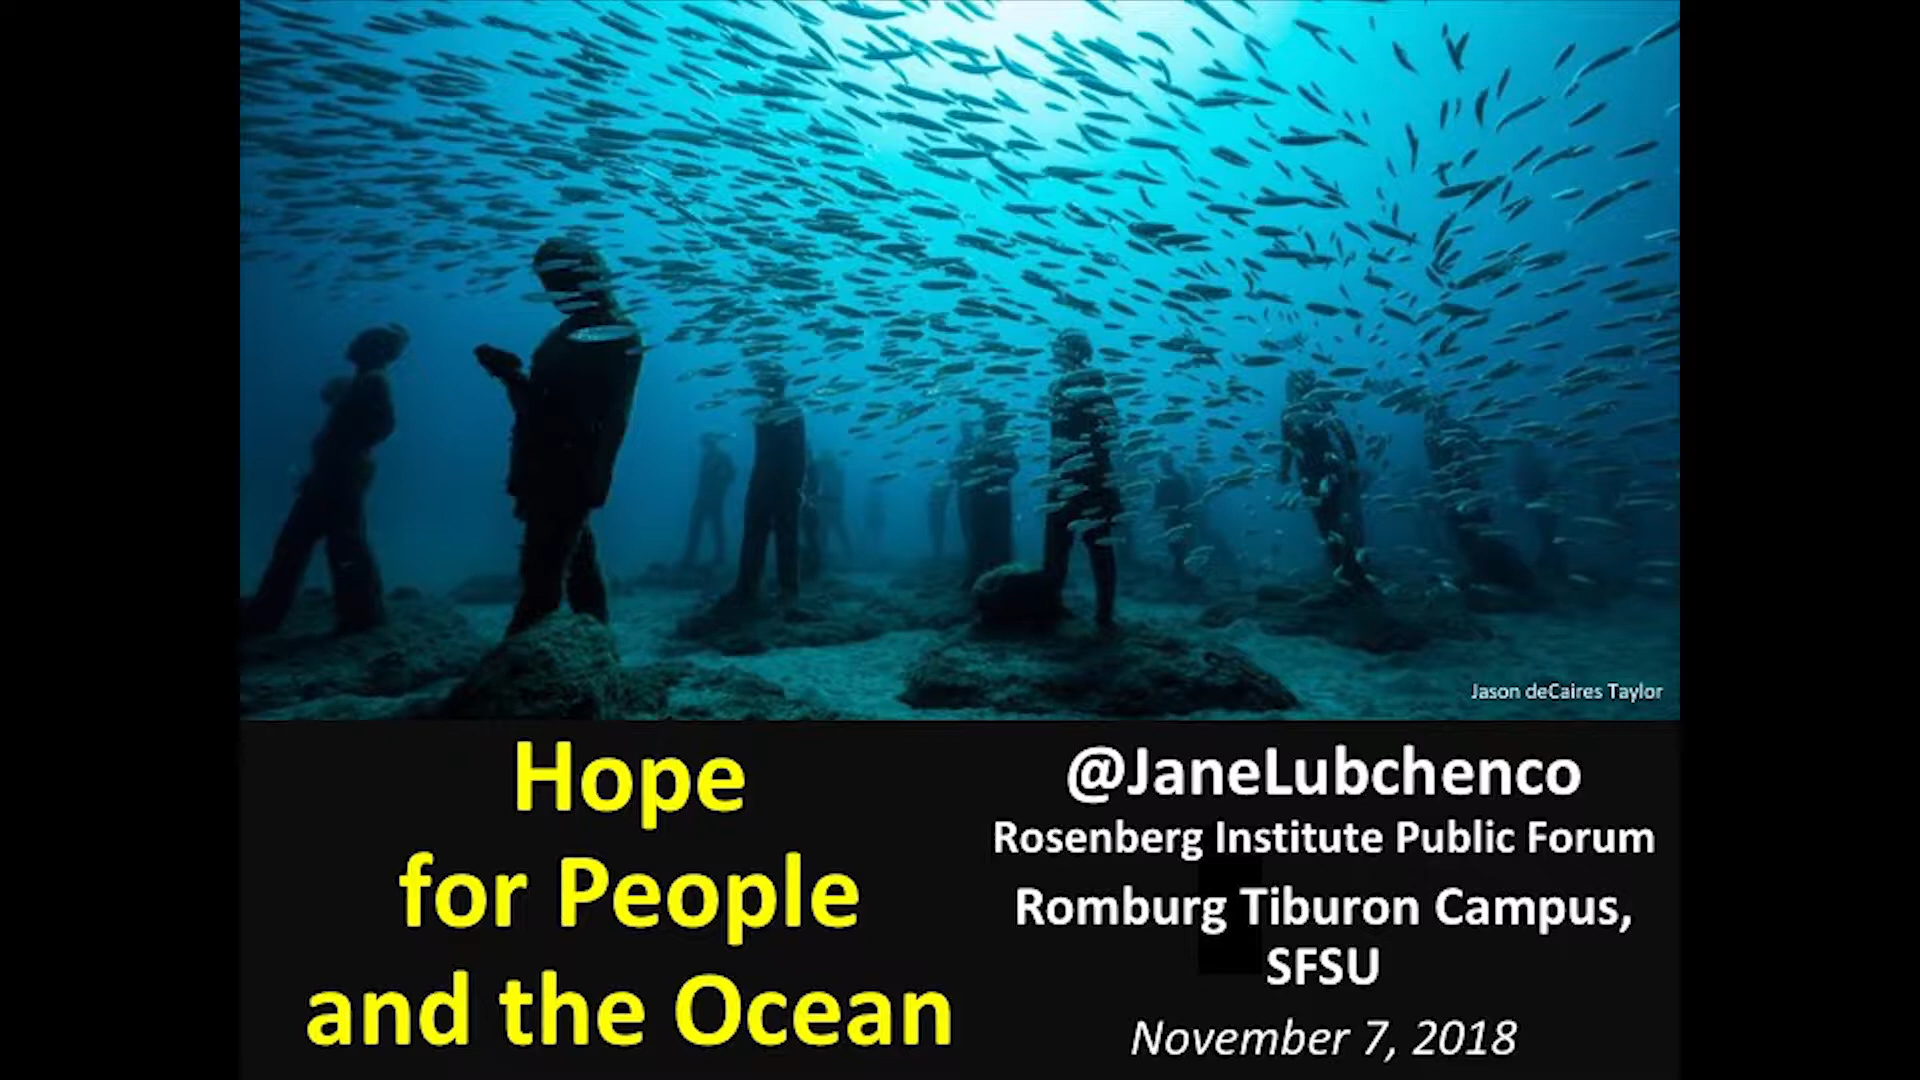 Jason deCaires Taylor
Hope
for People
and the Ocean
@JaneLubchenco
Rosenberg Institute Public Forum
Romburg Tiburon Campus,
SFSU
November 7, 2018